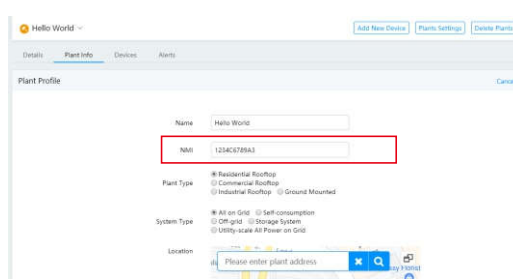 Hello World
Add New Device Plants Settings Delete Plants
Details Plant Info Devices Alerts
Plant Profile
Name Hello World
NMI 1234C6789A3
Plant Type Residential Rooftop
Commercial Rooftop
Industrial Rooftop Ground Mounted
System Type All on Grid Self-consumption
Off-grid Storage System
Utility-scale All Power on Grid
Location
Please enter plant address